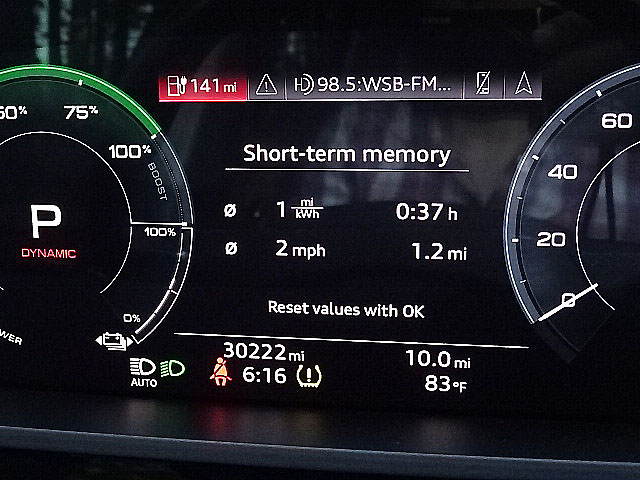 141 mi 98.5:WSB-FM...
50% 75% 100% BOOST
Short-term memory
Ø 1 mi/kWh 0:37 h
Ø 2 mph 1.2 mi
Reset values with OK
P
DYNAMIC
100%
0%
60
40
20
0
30222 mi 10.0 mi
AUTO 6:16 83°F